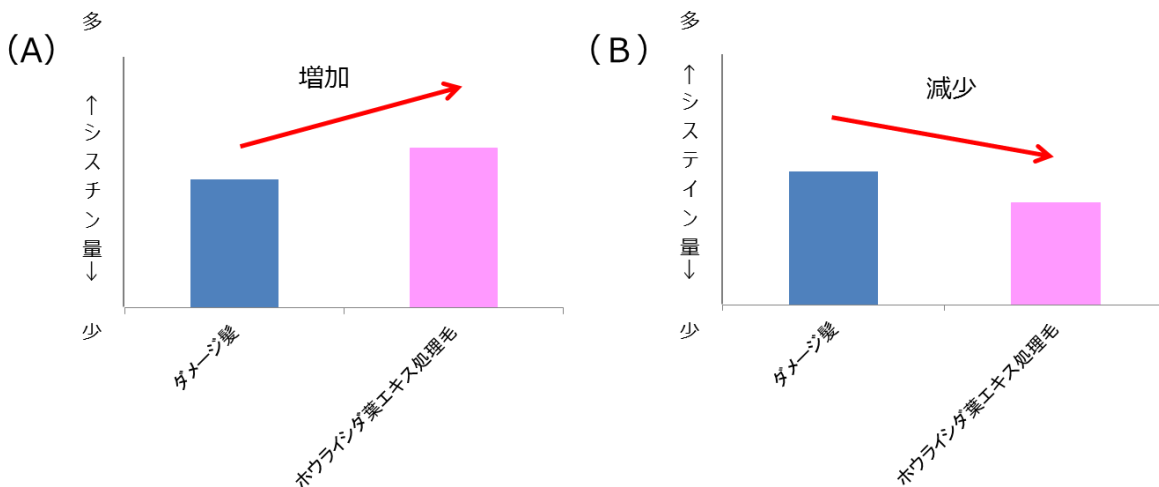 (A)
多
↑シスチン量↓
少
増加
ダメージ髪
ホウライシダ葉エキス処理毛
(B)
多
↑システイン量↓
少
減少
ダメージ髪
ホウライシダ葉エキス処理毛